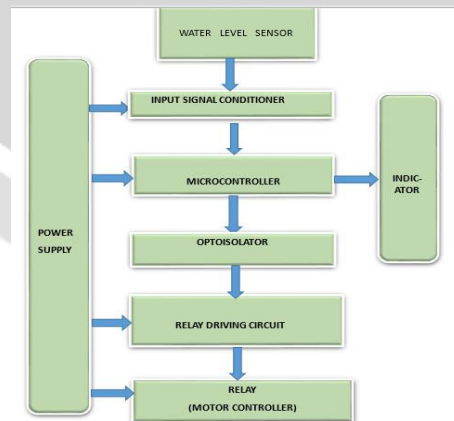 WATER LEVEL SENSOR
INPUT SIGNAL CONDITIONER
MICROCONTROLLER
INDIC-
ATOR
OPTOISOLATOR
POWER
SUPPLY
RELAY DRIVING CIRCUIT
RELAY
(MOTOR CONTROLLER)